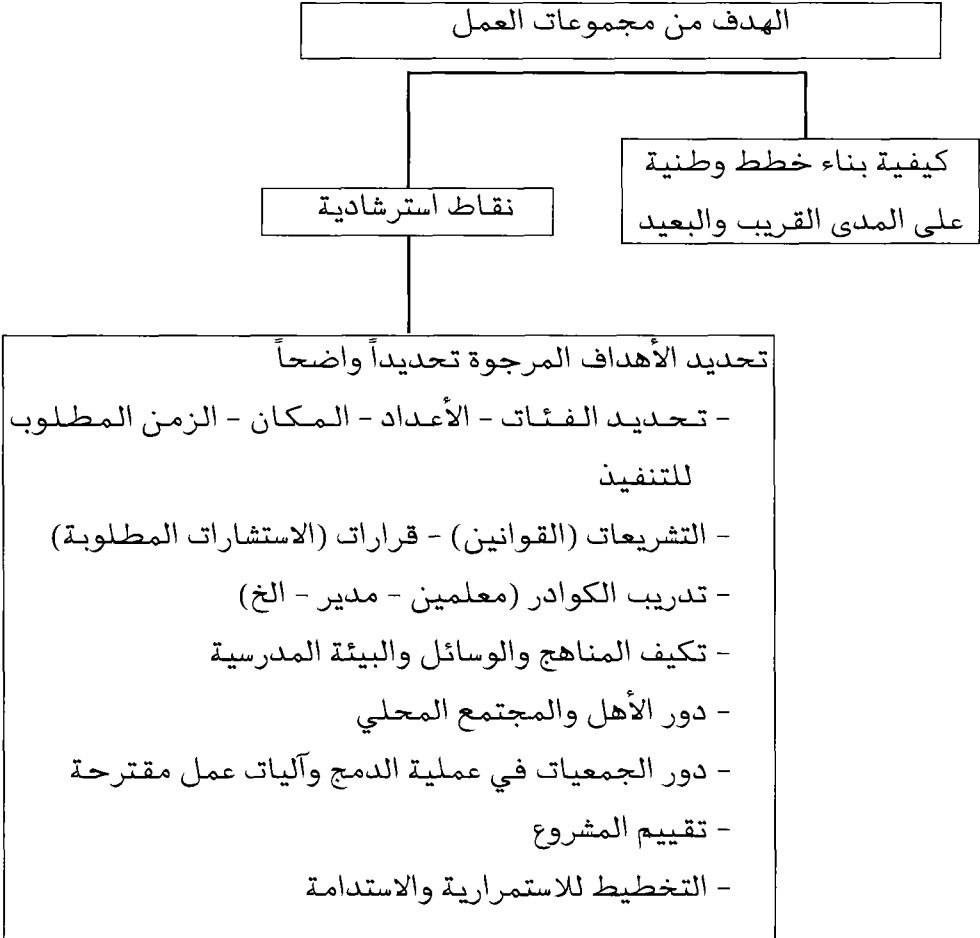 الهدف من مجموعات العمل
كيفية بناء خطط وطنية
على المدى القريب والبعيد
نقاط استرشادية
تحديد الأهداف المرجوة تحديداً واضحاً
- تحديد الفئات - الأعداد - المكان - الزمن المطلوب
للتنفيذ
- التشريعات (القوانين) - قرارات (الاستشارات المطلوبة)
- تدريب الكوادر (معلمين - مدير - الخ)
- تكيف المناهج والوسائل والبيئة المدرسية
- دور الأهل والمجتمع المحلي
- دور الجمعيات في عملية الدمج وآليات عمل مقترحة
- تقييم المشروع
- التخطيط للاستمرارية والاستدامة